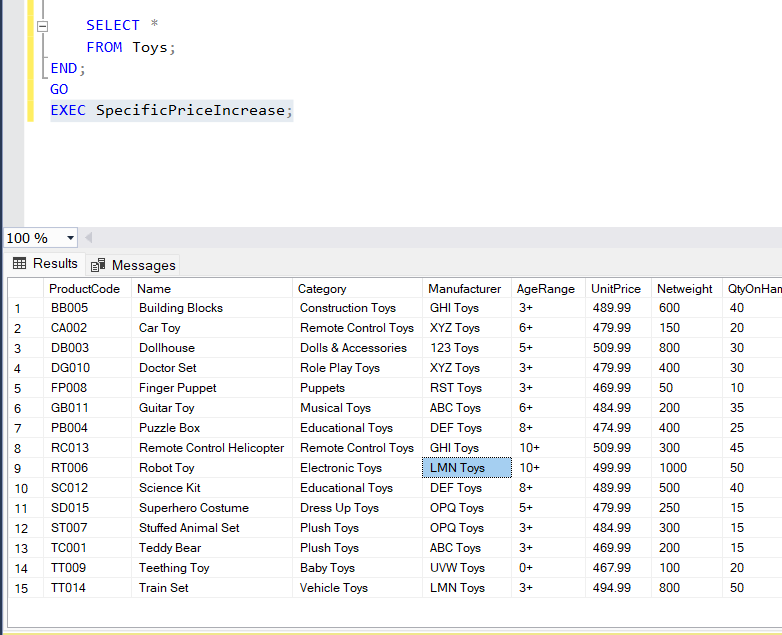 SELECT *
FROM Toys;
END;
GO
EXEC SpecificPriceIncrease;
100 %
Results Messages
ProductCode Name Category Manufacturer AgeRange UnitPrice Netweight QtyOnHan
1 BB005 Building Blocks Construction Toys GHI Toys 3+ 489.99 600 40
2 CA002 Car Toy Remote Control Toys XYZ Toys 6+ 479.99 150 20
3 DB003 Dollhouse Dolls & Accessories 123 Toys 5+ 509.99 800 30
4 DG010 Doctor Set Role Play Toys XYZ Toys 3+ 479.99 400 30
5 FP008 Finger Puppet Puppets RST Toys 3+ 469.99 50 10
6 GB011 Guitar Toy Musical Toys ABC Toys 6+ 484.99 200 35
7 PB004 Puzzle Box Educational Toys DEF Toys 8+ 474.99 400 25
8 RC013 Remote Control Helicopter Remote Control Toys GHI Toys 10+ 509.99 300 45
9 RT006 Robot Toy Electronic Toys LMN Toys 10+ 499.99 1000 50
10 SC012 Science Kit Educational Toys DEF Toys 8+ 489.99 500 40
11 SD015 Superhero Costume Dress Up Toys OPQ Toys 5+ 479.99 250 15
12 ST007 Stuffed Animal Set Plush Toys OPQ Toys 3+ 484.99 300 15
13 TC001 Teddy Bear Plush Toys ABC Toys 3+ 469.99 200 15
14 TT009 Teething Toy Baby Toys UVW Toys 0+ 467.99 100 20
15 TT014 Train Set Vehicle Toys LMN Toys 3+ 494.99 800 50